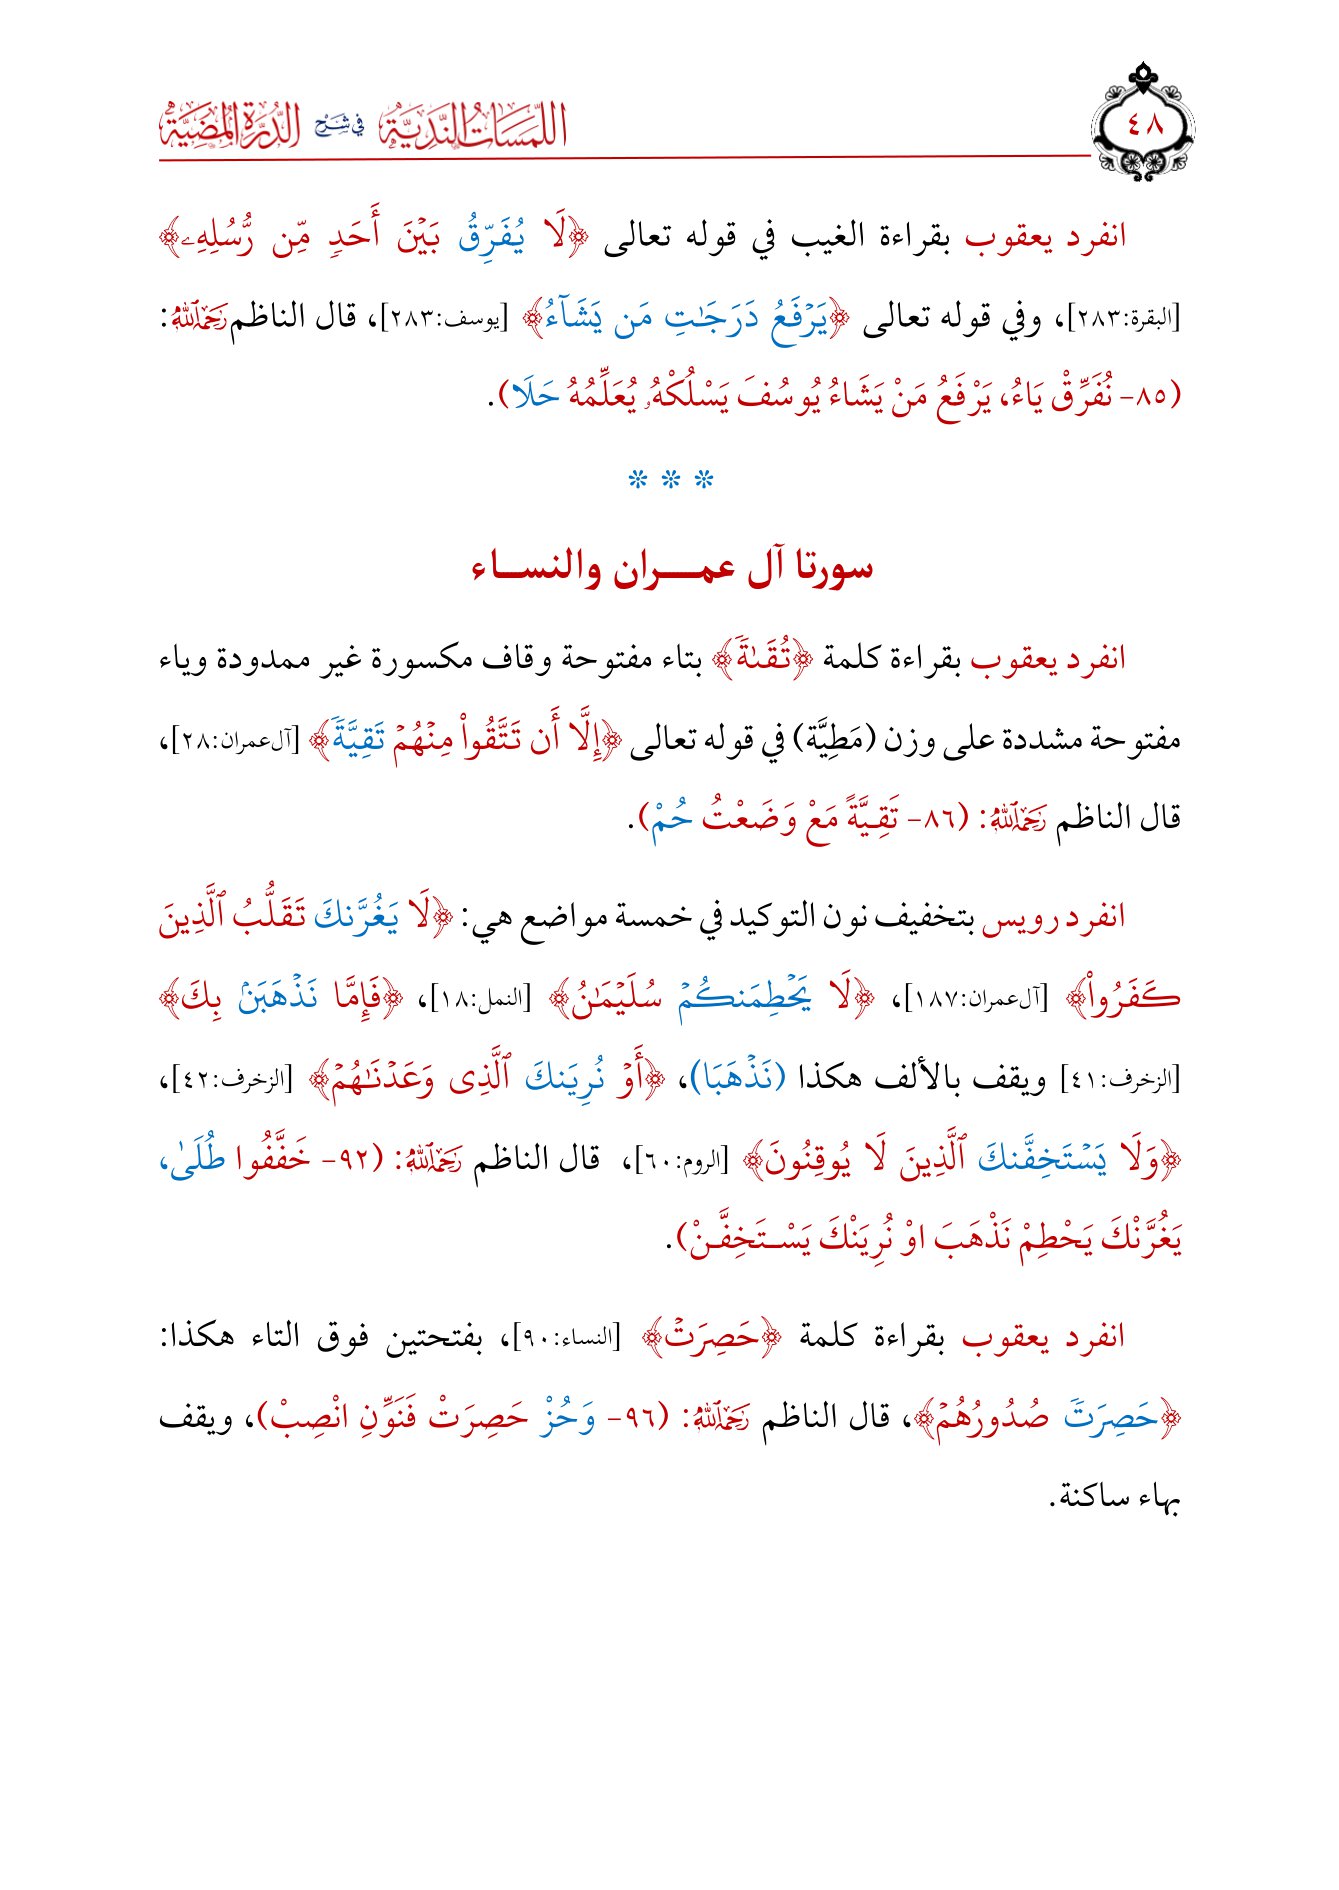 ٤٨
اللمسات الندية في شرح الدرة المضية
انفرد يعقوب بقراءة الغيب في قوله تعالى ﴿لَا يُفَرِّقُ بَيْنَ أَحَدٍ مِّن رُّسُلِهِۦ﴾
[البقرة:٢٨٣]، وفي قوله تعالى ﴿يَرْفَعُ دَرَجَٰتِ مَن يَشَآءُ﴾ [يوسف:٢٨٣]، قال الناظم رَحِمَهُ ٱللَّهُ:
(٨٥- نُفَرِّقْ يَاءُ، يَرْفَعُ مَنْ يَشَاءُ يُوسُفَ يَسْلُكْهُۥ يُعَلِّمُهُ حَلَا).
* * *
سورتا آل عمـــران والنســاء
انفرد يعقوب بقراءة كلمة ﴿تُقَىٰةً﴾ بتاء مفتوحة وقاف مكسورة غير ممدودة وياء
مفتوحة مشددة على وزن (مَطِيَّة) في قوله تعالى ﴿إِلَّا أَن تَتَّقُوا۟ مِنْهُمْ تَقِيَّةً﴾ [آل عمران:٢٨]،
قال الناظم رَحِمَهُ ٱللَّهُ: (٨٦- تَقِيَّةً مَعْ وَضَعْتُ حُمْ).
انفرد رويس بتخفيف نون التوكيد في خمسة مواضع هي: ﴿لَا يَغُرَّنكَ تَقَلُّبُ ٱلَّذِينَ
كَفَرُوا۟﴾ [آل عمران:١٨٧]، ﴿لَا يَحْطِمَنكُمْ سُلَيْمَٰنُ﴾ [النمل:١٨]، ﴿فَإِمَّا نَذْهَبَنۢ بِكَ﴾
[الزخرف:٤١] ويقف بالألف هكذا (نَذْهَبَا)، ﴿أَوْ نُرِيَنكَ ٱلَّذِى وَعَدْنَٰهُمْ﴾ [الزخرف:٤٢]،
﴿وَلَا يَسْتَخِفَّنكَ ٱلَّذِينَ لَا يُوقِنُونَ﴾ [الروم:٦٠]، قال الناظم رَحِمَهُ ٱللَّهُ: (٩٢- خَفَّفُوا طُلَىٰ،
يَغُرَّنْكَ يَحْطِمْ نَذْهَبَ اوْ نُرِيَنْكَ يَسْـتَخِفَّـنْ).
انفرد يعقوب بقراءة كلمة ﴿حَصِرَتْ﴾ [النساء:٩٠]، بفتحتين فوق التاء هكذا:
﴿حَصِرَتً صُدُورُهُمْ﴾، قال الناظم رَحِمَهُ ٱللَّهُ: (٩٦- وَحُزْ حَصِرَتْ فَنَوِّنِ انْصِبْ)، ويقف
بهاء ساكنة.